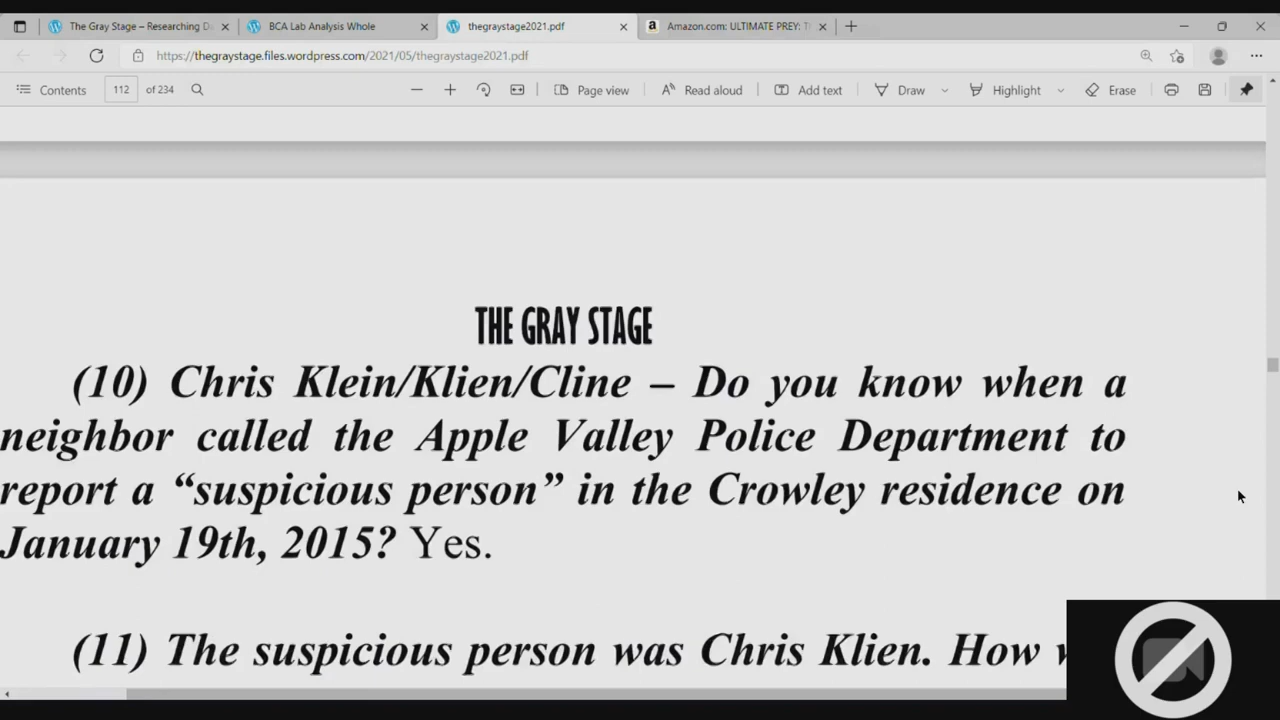 The Gray Stage – Researching D
BCA Lab Analysis Whole
thegraystage2021.pdf
Amazon.com: ULTIMATE PREY: T
https://thegraystage.files.wordpress.com/2021/05/thegraystage2021.pdf
Contents 112 of 234 Page view Read aloud Add text Draw Highlight Erase
THE GRAY STAGE
(10) Chris Klein/Klien/Cline – Do you know when a
neighbor called the Apple Valley Police Department to
report a “suspicious person” in the Crowley residence on
January 19th, 2015? Yes.
(11) The suspicious person was Chris Klien. How